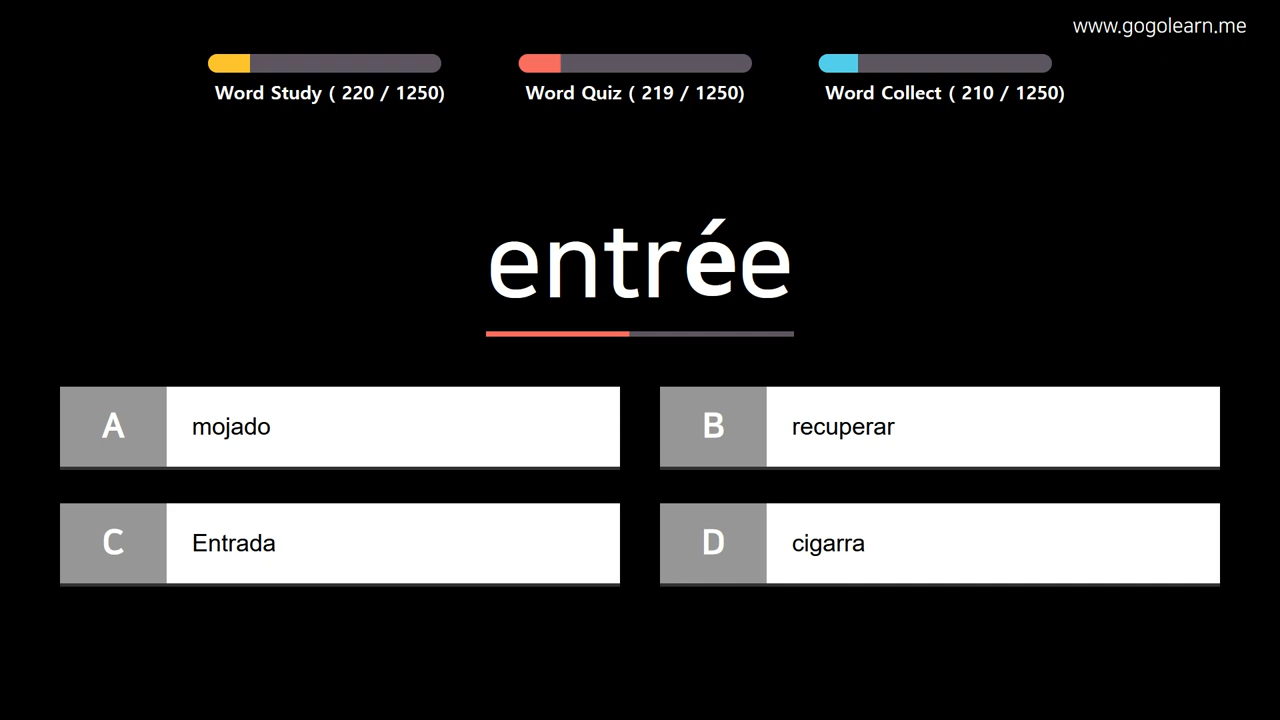 www.gogolearn.me
Word Study ( 220 / 1250)
Word Quiz ( 219 / 1250)
Word Collect ( 210 / 1250)
entrée
A mojado
B recuperar
C Entrada
D cigarra